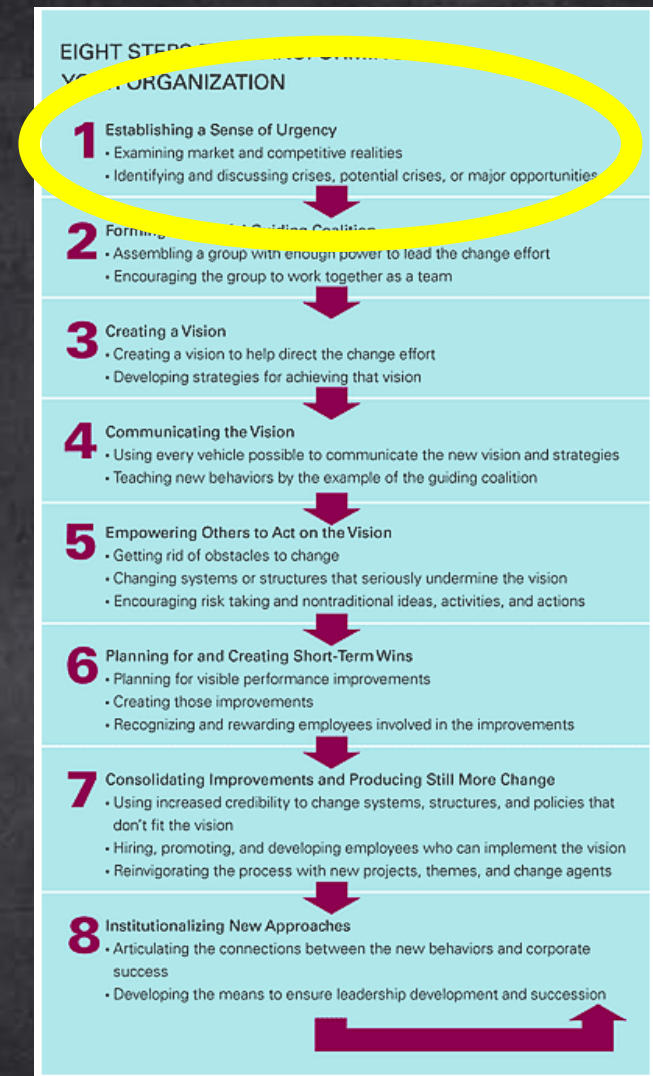 EIGHT STEPS
ORGANIZATION
1 Establishing a Sense of Urgency
• Examining market and competitive realities
• Identifying and discussing crises, potential crises, or major opportunities
2 Forming Guiding Coalition
• Assembling a group with enough power to lead the change effort
• Encouraging the group to work together as a team
3 Creating a Vision
• Creating a vision to help direct the change effort
• Developing strategies for achieving that vision
4 Communicating the Vision
• Using every vehicle possible to communicate the new vision and strategies
• Teaching new behaviors by the example of the guiding coalition
5 Empowering Others to Act on the Vision
• Getting rid of obstacles to change
• Changing systems or structures that seriously undermine the vision
• Encouraging risk taking and nontraditional ideas, activities, and actions
6 Planning for and Creating Short-Term Wins
• Planning for visible performance improvements
• Creating those improvements
• Recognizing and rewarding employees involved in the improvements
7 Consolidating Improvements and Producing Still More Change
• Using increased credibility to change systems, structures, and policies that
don't fit the vision
• Hiring, promoting, and developing employees who can implement the vision
• Reinvigorating the process with new projects, themes, and change agents
8 Institutionalizing New Approaches
• Articulating the connections between the new behaviors and corporate
success
• Developing the means to ensure leadership development and succession